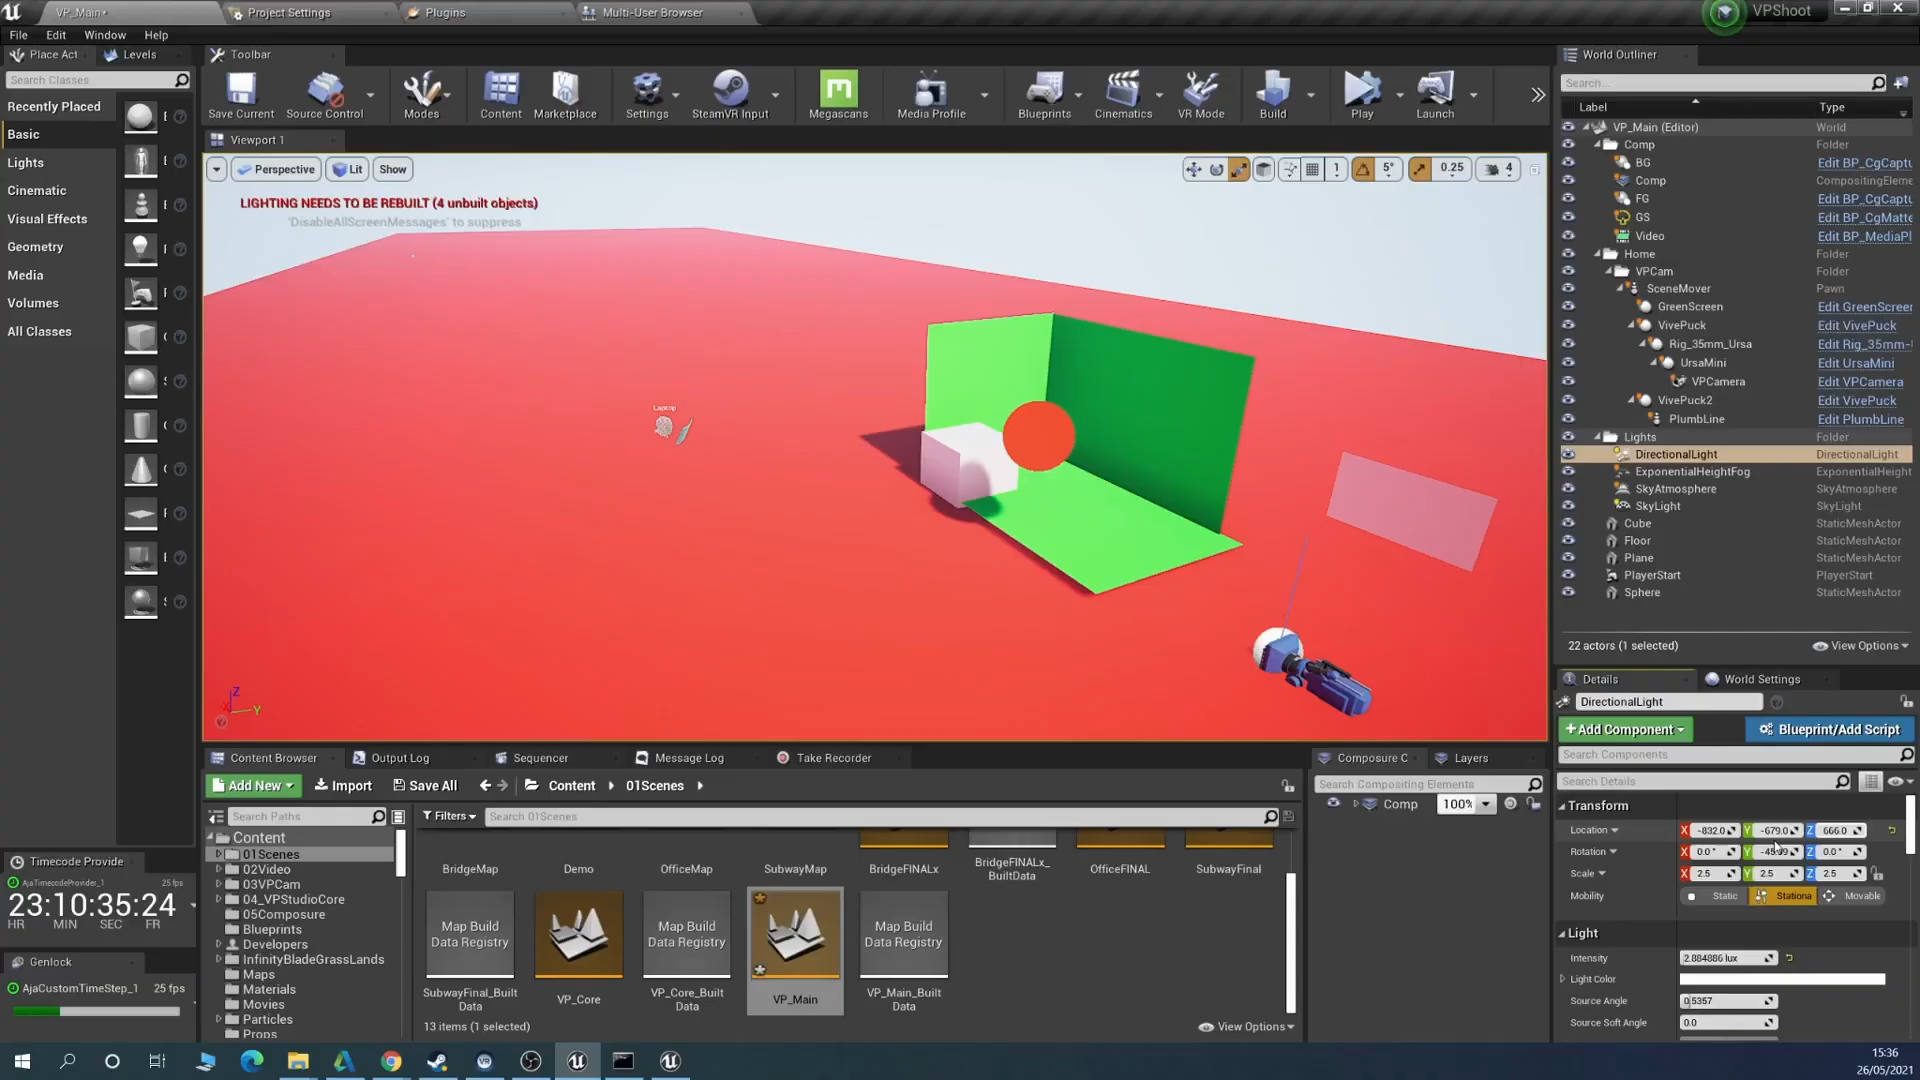 VP_Main•
Project Settings
Plugins
Multi-User Browser
VPShoot
File
Edit
Window
Help
Place Act
Levels
Search Classes
Recently Placed
Basic
Lights
Cinematic
Visual Effects
Geometry
Media
Volumes
All Classes
Toolbar
Save Current
Source Control
Modes
Content
Marketplace
Settings
SteamVR Input
Megascans
Media Profile
Blueprints
Cinematics
VR Mode
Build
Play
Launch
Viewport 1
Perspective
Lit
Show
1
5°
0.25
4
LIGHTING NEEDS TO BE REBUILT (4 unbuilt objects)
'DisableAllScreenMessages' to suppress
Laptop
Z
Y
World Outliner
Search...
Label
Type
VP_Main (Editor) World
Comp Folder
BG Edit BP_CgCaptu
Comp CompositingEleme
FG Edit BP_CgCaptu
GS Edit BP_CgMatte
Video Edit BP_MediaPl
Home Folder
VPCam Folder
SceneMover Pawn
GreenScreen Edit GreenScreen
VivePuck Edit VivePuck
Rig_35mm_Ursa Edit Rig_35mm-
UrsaMini Edit UrsaMini
VPCamera Edit VPCamera
VivePuck2 Edit VivePuck
PlumbLine Edit PlumbLine
Lights Folder
DirectionalLight DirectionalLight
ExponentialHeightFog ExponentialHeight
SkyAtmosphere SkyAtmosphere
SkyLight SkyLight
Cube StaticMeshActor
Floor StaticMeshActor
Plane StaticMeshActor
PlayerStart PlayerStart
Sphere StaticMeshActor
22 actors (1 selected)
View Options
Details
World Settings
DirectionalLight
+Add Component
Blueprint/Add Script
Search Components
Search Details
Transform
Location X -832.0 Y -679.0 Z 666.0
Rotation X 0.0° Y Z 0.0°
Scale X 2.5 Y 2.5 Z 2.5
Mobility Static Stationa Movable
Light
Intensity 2.884886 lux
Light Color
Source Angle 0.5357
Source Soft Angle 0.0
Content Browser
Output Log
Sequencer
Message Log
Take Recorder
Add New
Import
Save All
Content
01Scenes
Search Paths
Filters
Search 01Scenes
Content
01Scenes
02Video
03VPCam
04_VPStudioCore
05Composure
Blueprints
Developers
InfinityBladeGrassLands
Maps
Materials
Movies
Particles
Props
BridgeMap
Demo
OfficeMap
SubwayMap
BridgeFINALx
BridgeFINALx_
BuiltData
OfficeFINAL
SubwayFinal
Map Build
Data Registry
SubwayFinal_Built
Data
VP_Core
Map Build
Data Registry
VP_Core_Built
Data
VP_Main
Map Build
Data Registry
VP_Main_Built
Data
13 items (1 selected)
View Options
Composure C
Layers
Search Compositing Elements
Comp
100%
Timecode Provide
AjaTimecodeProvider_1
25 fps
23:10:35:24
HR MIN SEC FR
Genlock
AjaCustomTimeStep_1
25 fps
15:36
26/05/2021